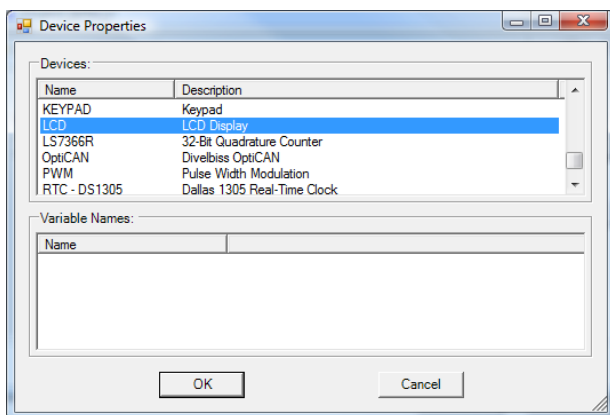 Device Properties
Devices:
Name Description
KEYPAD Keypad
LCD LCD Display
LS7366R 32-Bit Quadrature Counter
OptiCAN Divelbiss OptiCAN
PWM Pulse Width Modulation
RTC - DS1305 Dallas 1305 Real-Time Clock
Variable Names:
Name
OK Cancel